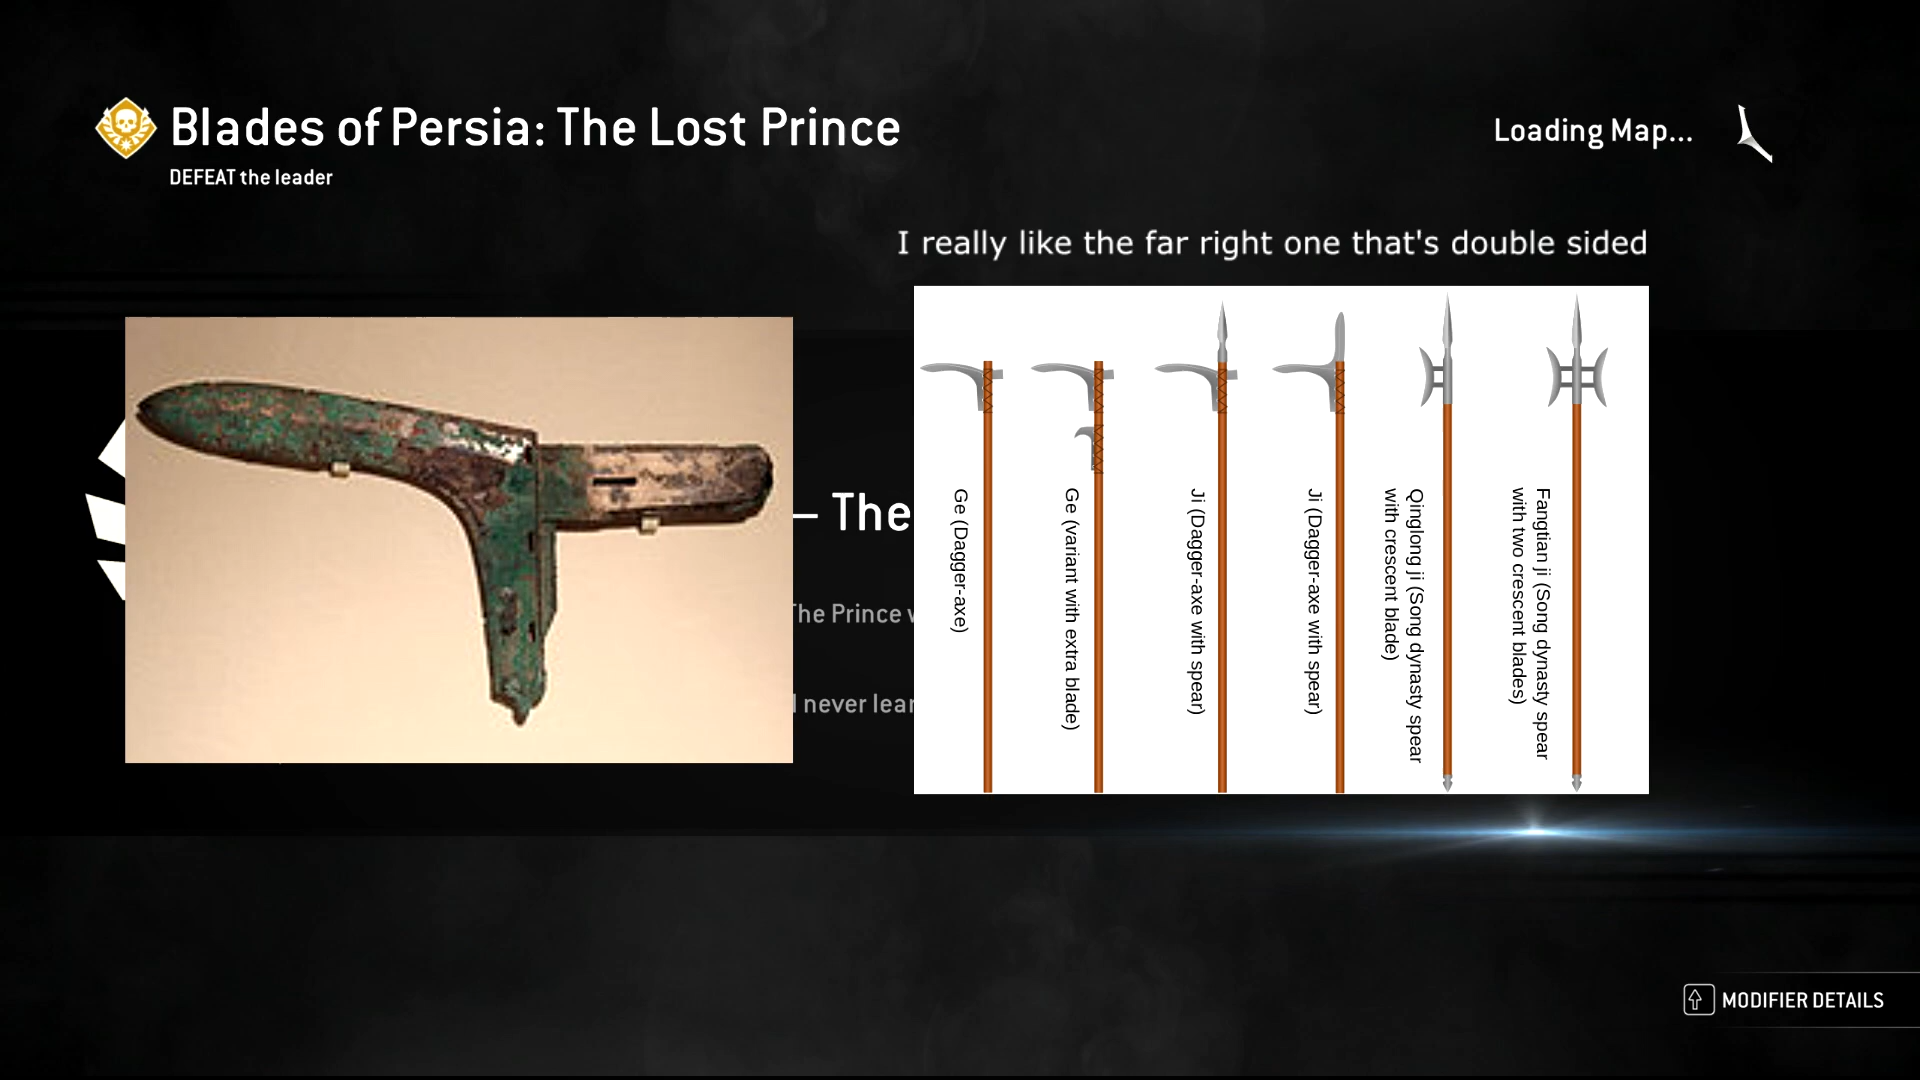 Blades of Persia: The Lost Prince
DEFEAT the leader
Loading Map...
I really like the far right one that's double sided
– The
The Prince
I never
Ge (Dagger-axe)
Ge (variant with extra blade)
Ji (Dagger-axe with spear)
Ji (Dagger-axe with spear)
Qinglong ji (Song dynasty spear
with crescent blade)
Fangtian ji (Song dynasty spear
with two crescent blades)
MODIFIER DETAILS